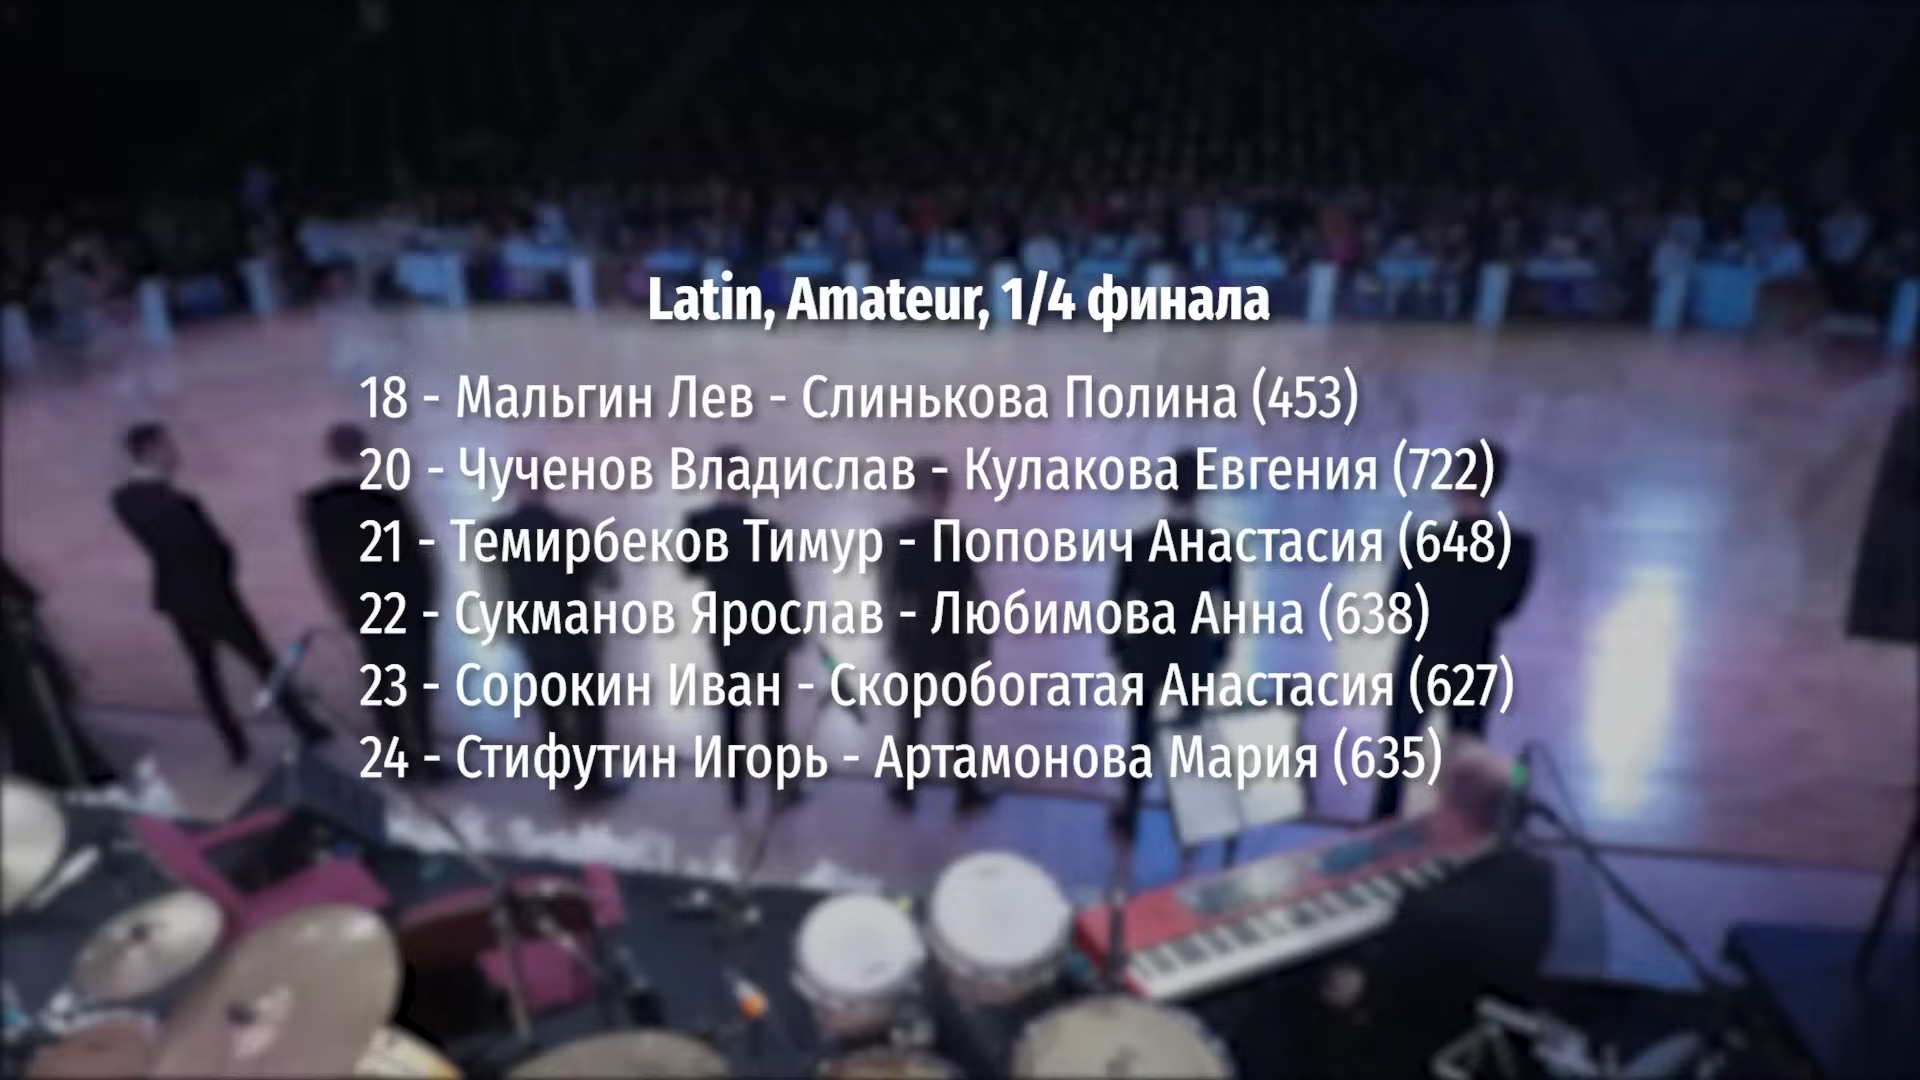 Latin, Amateur, 1/4 финала
18 - Мальгин Лев - Слинькова Полина (453)
20 - Чученов Владислав - Кулакова Евгения (722)
21 - Темирбеков Тимур - Попович Анастасия (648)
22 - Сукманов Ярослав - Любимова Анна (638)
23 - Сорокин Иван - Скоробогатая Анастасия (627)
24 - Стифутин Игорь - Артамонова Мария (635)